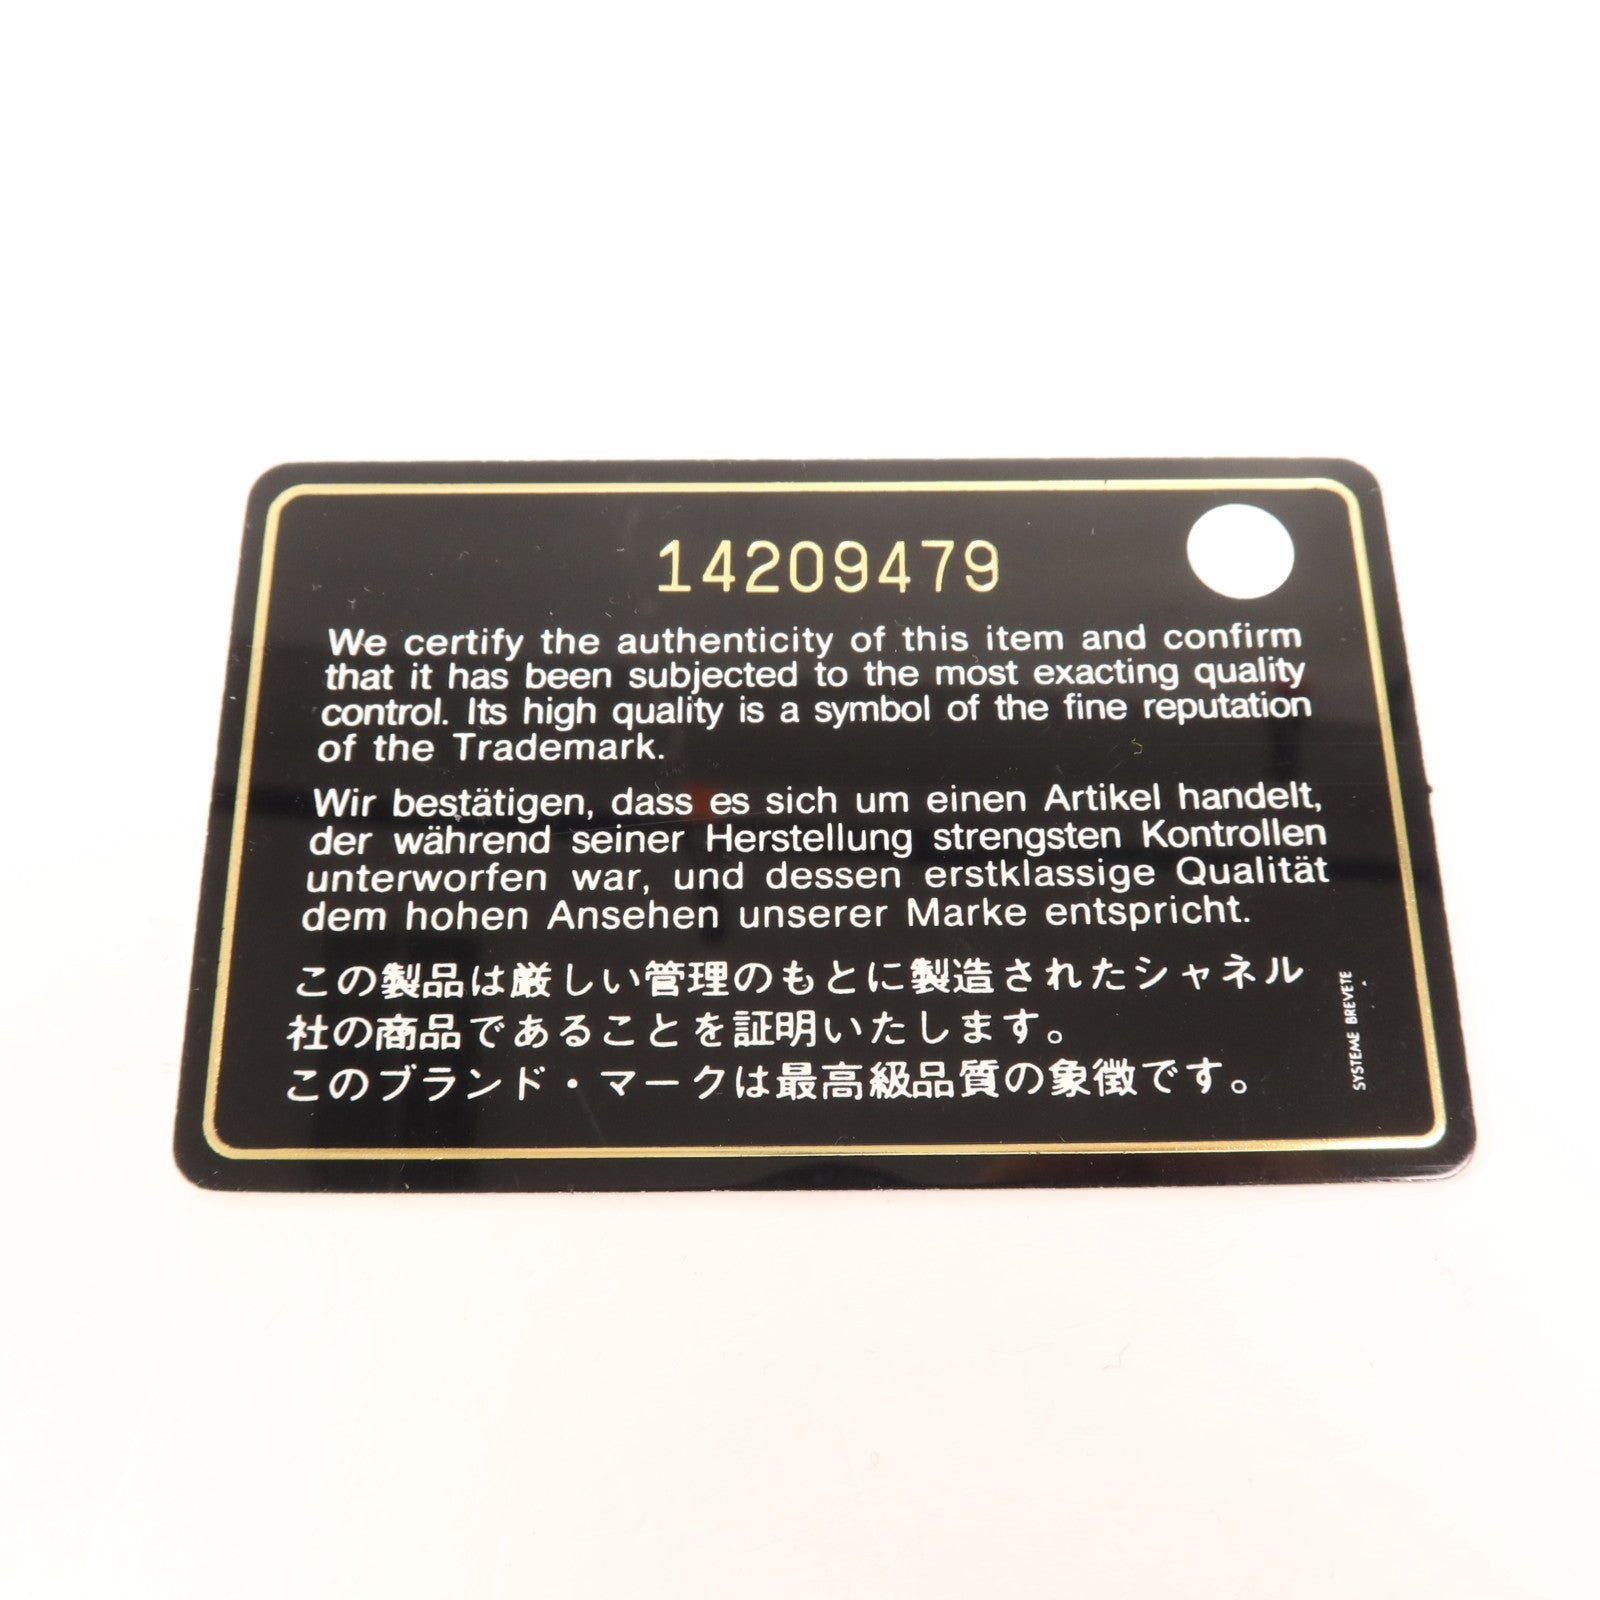 14209479
We certify the authenticity of this item and confirm
that it has been subjected to the most exacting quality
control. Its high quality is a symbol of the fine reputation
of the Trademark.
Wir bestätigen, dass es sich um einen Artikel handelt,
der während seiner Herstellung strengsten Kontrollen
unterworfen war, und dessen erstklassige Qualität
dem hohen Ansehen unserer Marke entspricht.
この製品は厳しい管理のもとに製造されたシャネル
社の商品であることを証明いたします。
このブランド・マークは最高級品質の象徴です。
SYSTEME BREVETE